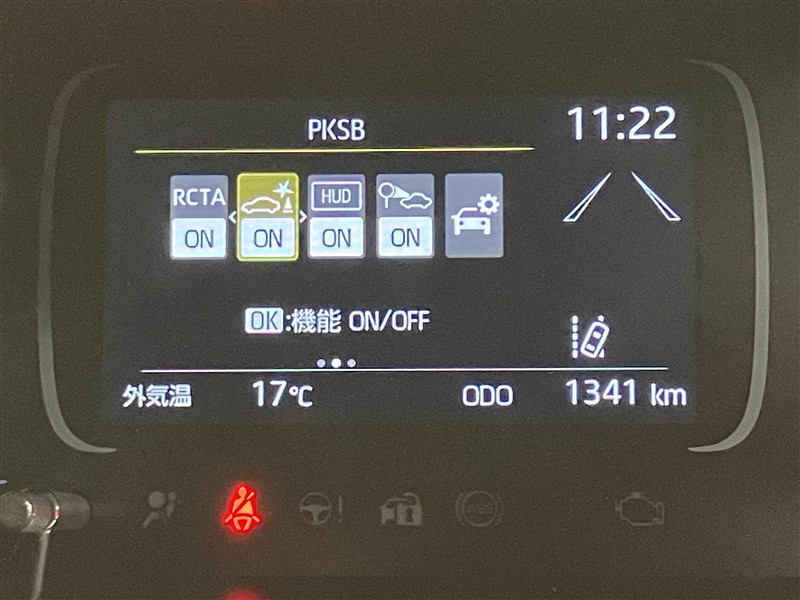 PKSB
11:22
RCTA
HUD
ON
ON
ON
ON
OK:機能 ON/OFF
外気温 17℃ ODO 1341 km
ABS